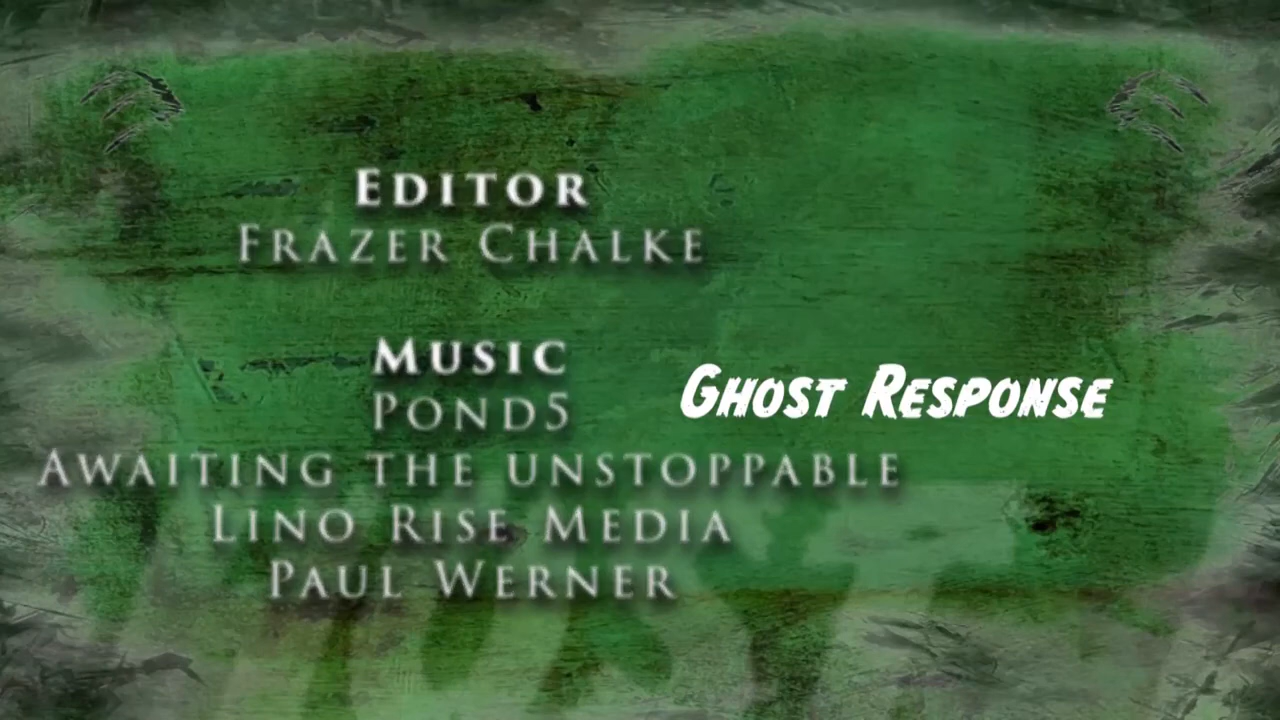 Editor
Frazer Chalke
Music
Pond5
Ghost Response
Awaiting the unstoppable
Lino Rise Media
Paul Werner